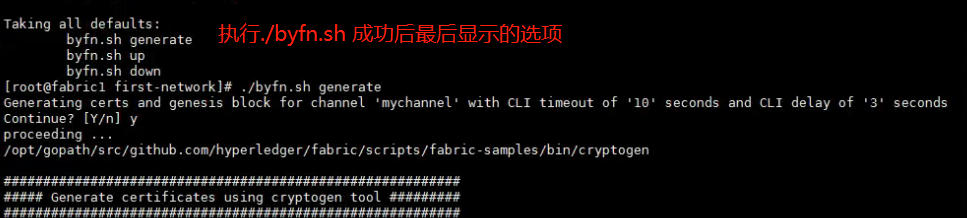 Taking all defaults:
byfn.sh generate
执行./byfn.sh 成功后最后显示的选项
byfn.sh up
byfn.sh down
[root@fabric1 first-network]# ./byfn.sh generate
Generating certs and genesis block for channel 'mychannel' with CLI timeout of '10' seconds and CLI delay of '3' seconds
Continue? [Y/n] y
proceeding ...
/opt/gopath/src/github.com/hyperledger/fabric/scripts/fabric-samples/bin/cryptogen
##########################################################
##### Generate certificates using cryptogen tool #########
##########################################################